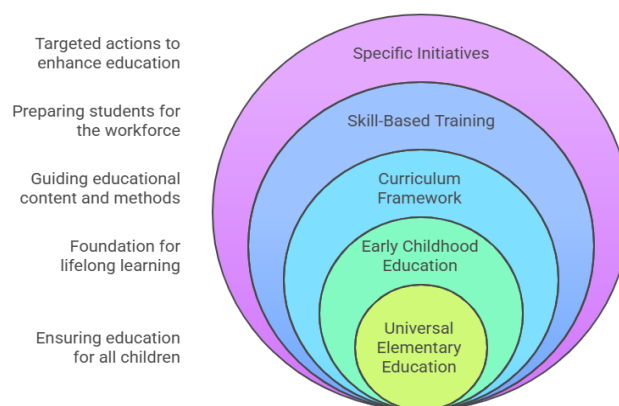 Targeted actions to
enhance education
Specific Initiatives
Preparing students for
the workforce
Skill-Based Training
Guiding educational
content and methods
Curriculum
Framework
Foundation for
lifelong learning
Early Childhood
Education
Ensuring education
for all children
Universal
Elementary
Education